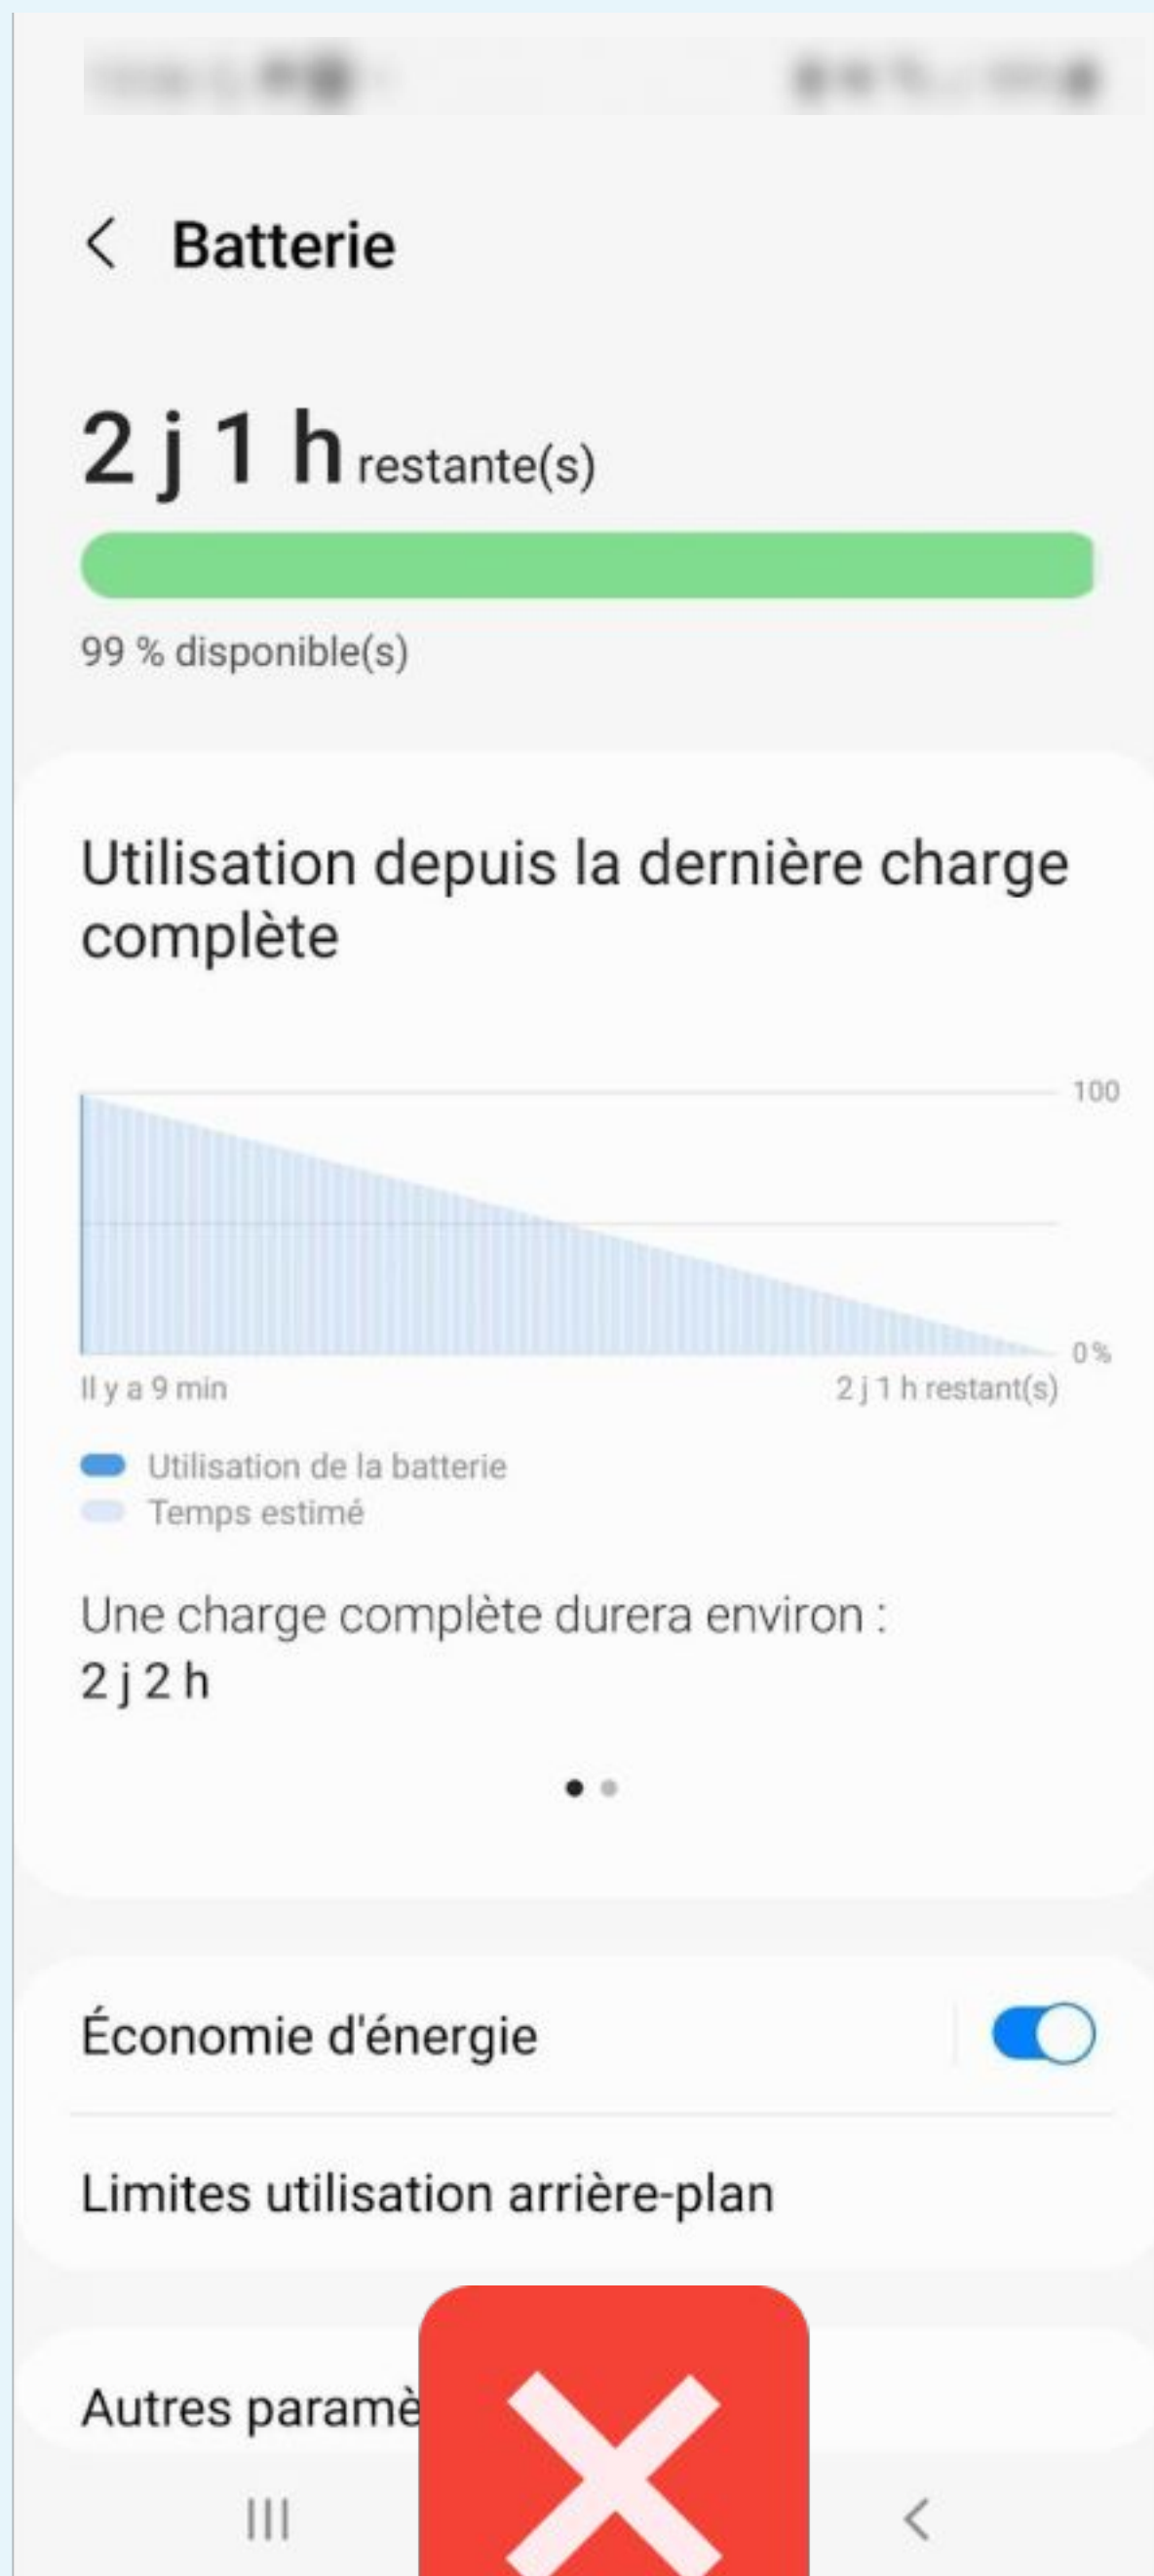 Batterie
2 j 1 h restante(s)
99 % disponible(s)
Utilisation depuis la dernière charge
complète
100
0%
Il y a 9 min
2 j 1 h restant(s)
Utilisation de la batterie
Temps estimé
Une charge complète durera environ :
2 j 2 h
Économie d'énergie
Limites utilisation arrière-plan
Autres paramè